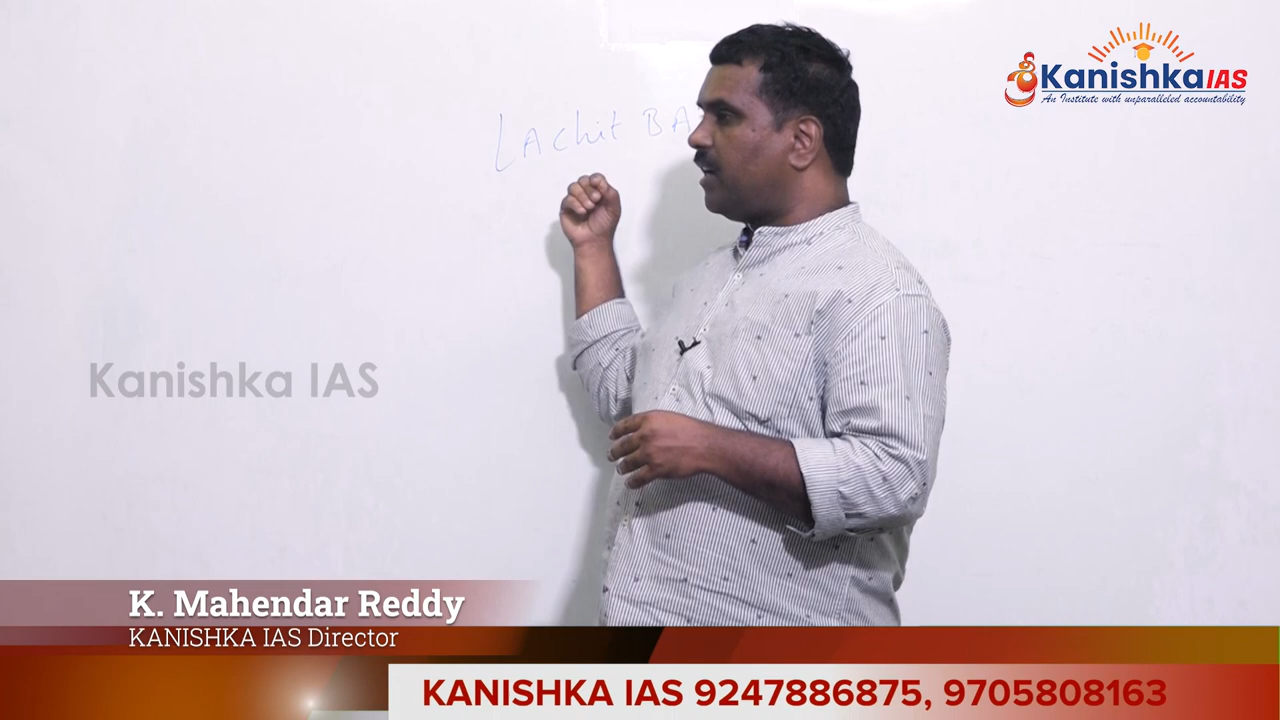 Kanishka IAS
An Institute with unparalleled accountability
LAchit BA
Kanishka IAS
K. Mahendar Reddy
KANISHKA IAS Director
KANISHKA IAS 9247886875, 9705808163